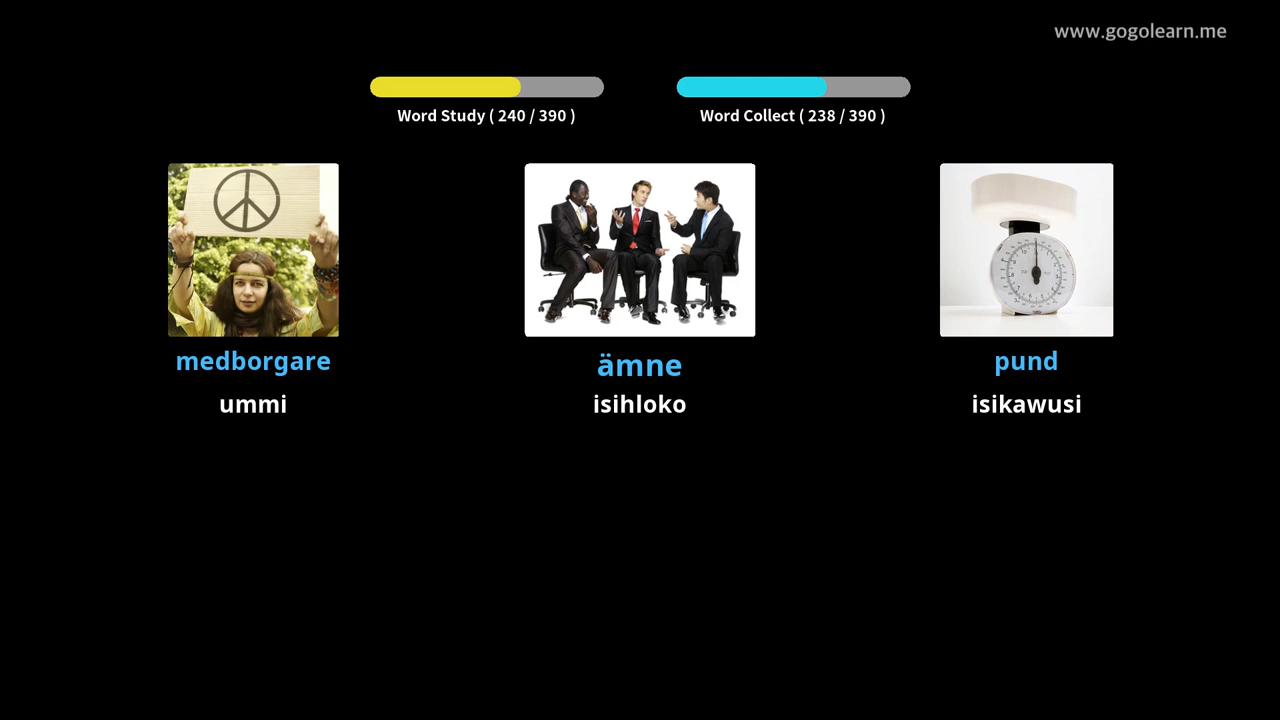 www.gogolearn.me
Word Study ( 240 / 390 )
Word Collect ( 238 / 390 )
medborgare
ämne
pund
ummi
isihloko
isikawusi